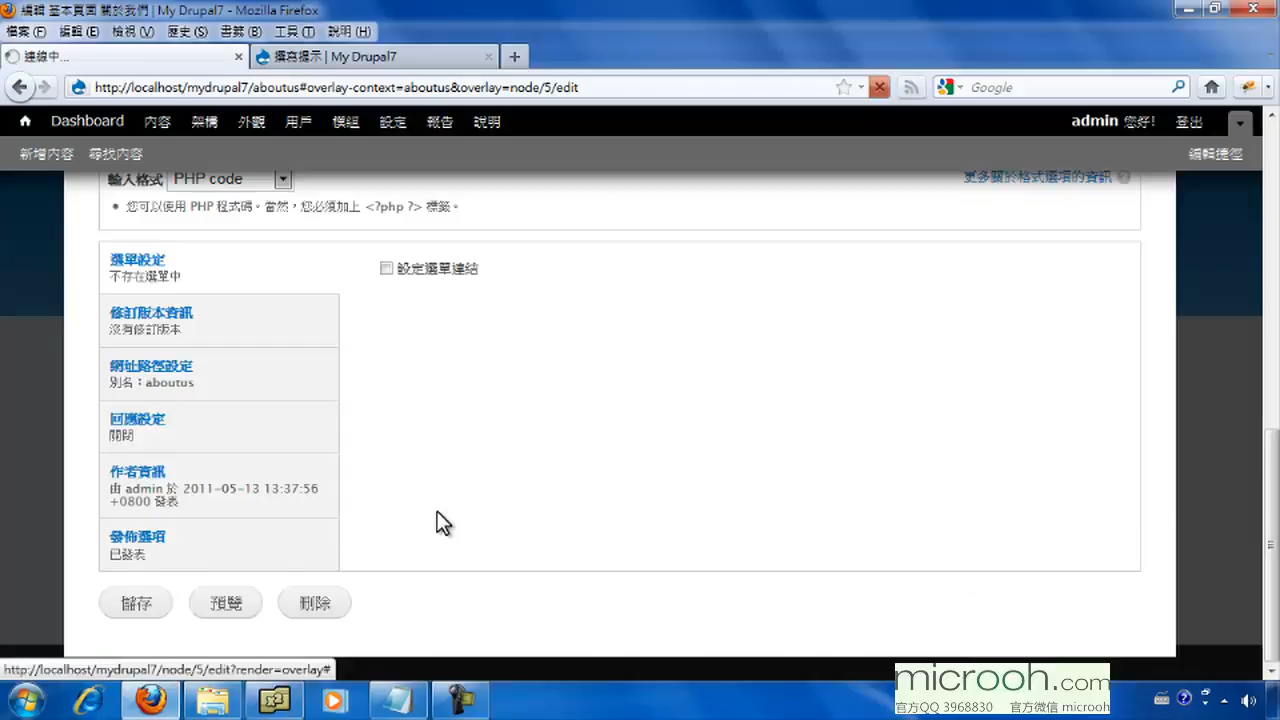 編輯 基本頁面 關於我們 | My Drupal7 - Mozilla Firefox
檔案(F) 編輯(E) 檢視(V) 歷史(S) 書籤(B) 工具(T) 說明(H)
連線中... 撰寫提示 | My Drupal7
http://localhost/mydrupal7/aboutus#overlay-context=aboutus&overlay=node/5/edit Google
Dashboard 內容 架構 外觀 用戶 模組 設定 報告 說明 admin 您好! 登出
新增內容 尋找內容 編輯捷徑
輸入格式 PHP code 更多關於格式選項的資訊
您可以使用 PHP 程式碼。當然，您必須加上 <?php ?> 標籤。
選單設定
不存在選單中
設定選單連結
修訂版本資訊
沒有修訂版本
網址路徑設定
別名：aboutus
回應設定
關閉
作者資訊
由 admin 於 2011-05-13 13:37:56
+0800 發表
發佈選項
已發表
儲存 預覽 刪除
http://localhost/mydrupal7/node/5/edit?render=overlay#
microoh.com
官方QQ 3968830 官方微信 microoh